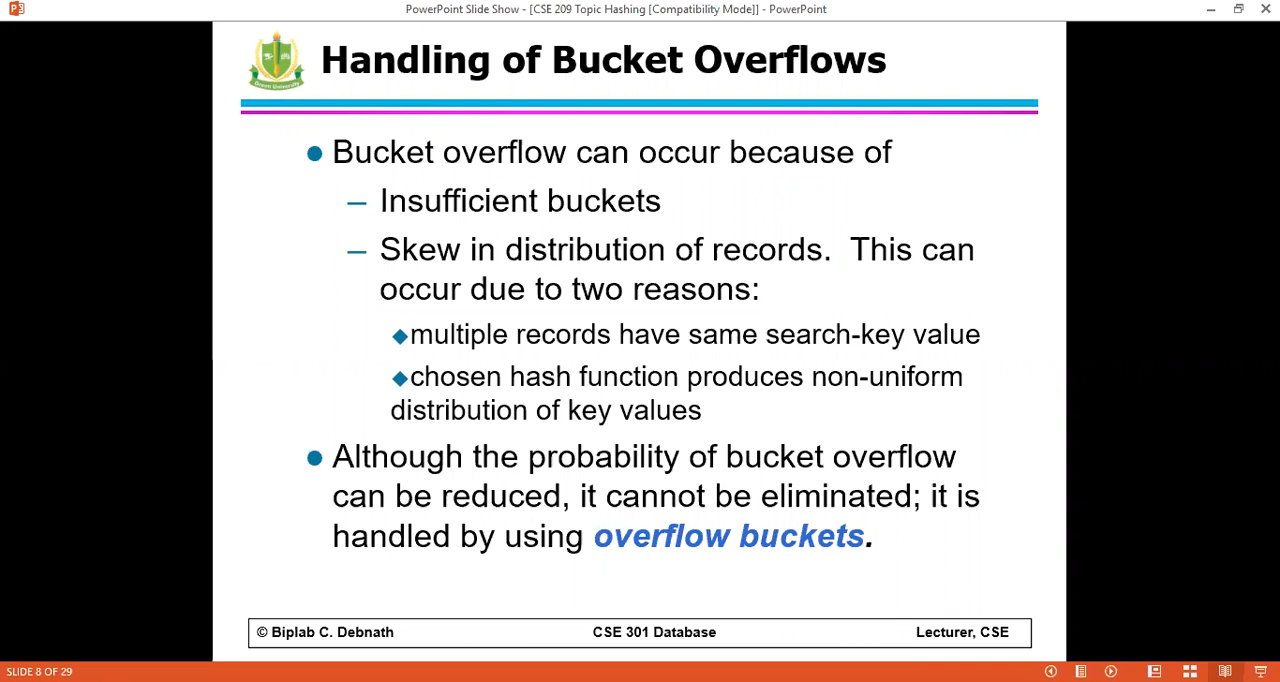 PowerPoint Slide Show - [CSE 209 Topic Hashing [Compatibility Mode]] - PowerPoint
Handling of Bucket Overflows
Green University
Bucket overflow can occur because of
– Insufficient buckets
– Skew in distribution of records. This can
occur due to two reasons:
multiple records have same search-key value
chosen hash function produces non-uniform
distribution of key values
Although the probability of bucket overflow
can be reduced, it cannot be eliminated; it is
handled by using overflow buckets.
© Biplab C. Debnath CSE 301 Database Lecturer, CSE
SLIDE 8 OF 29